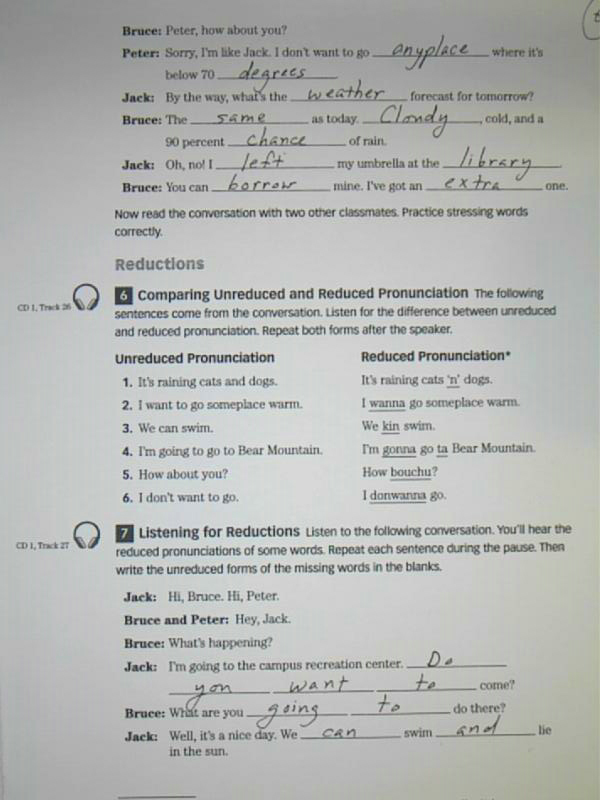 Bruce: Peter, how about you?
Peter: Sorry, I'm like Jack. I don't want to go anyplace where it's
below 70 degrees
Jack: By the way, what's the weather forecast for tomorrow?
Bruce: The same as today. Cloudy, cold, and a
90 percent chance of rain.
Jack: Oh, no! I left my umbrella at the library.
Bruce: You can borrow mine. I've got an extra one.
Now read the conversation with two other classmates. Practice stressing words
correctly.
Reductions
CD 1, Track 26
6 Comparing Unreduced and Reduced Pronunciation The following
sentences come from the conversation. Listen for the difference between unreduced
and reduced pronunciation. Repeat both forms after the speaker.
Unreduced Pronunciation Reduced Pronunciation*
1. It's raining cats and dogs. It's raining cats 'n' dogs.
2. I want to go someplace warm. I wanna go someplace warm.
3. We can swim. We kin swim.
4. I'm going to go to Bear Mountain. I'm gonna go ta Bear Mountain.
5. How about you? How bouchu?
6. I don't want to go. I donwanna go.
CD 1, Track 27
7 Listening for Reductions Listen to the following conversation. You'll hear the
reduced pronunciations of some words. Repeat each sentence during the pause. Then
write the unreduced forms of the missing words in the blanks.
Jack: Hi, Bruce. Hi, Peter.
Bruce and Peter: Hey, Jack.
Bruce: What's happening?
Jack: I'm going to the campus recreation center. Do
you want to come?
Bruce: What are you going to do there?
Jack: Well, it's a nice day. We can swim and lie
in the sun.